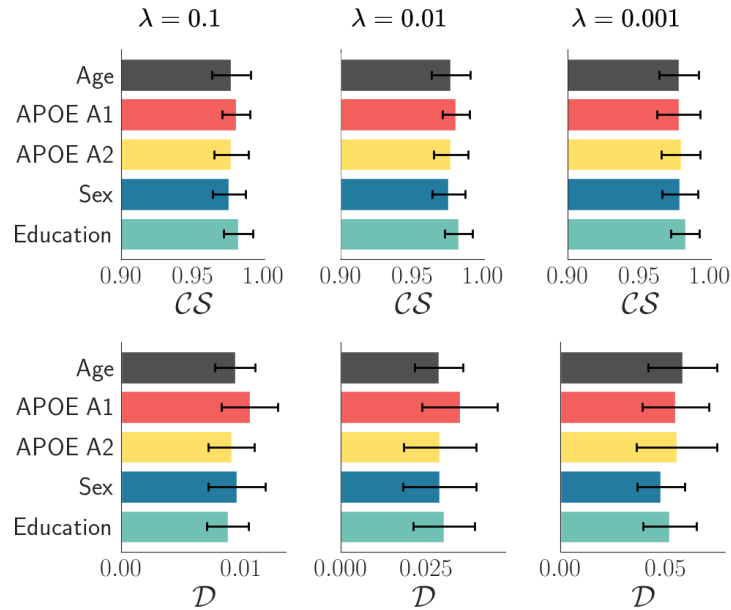 λ = 0.1 λ = 0.01 λ = 0.001
Age
APOE A1
APOE A2
Sex
Education
0.90 0.95 1.00 0.90 0.95 1.00 0.90 0.95 1.00
CS CS CS
Age
APOE A1
APOE A2
Sex
Education
0.00 0.01 0.000 0.025 0.00 0.05
D D D